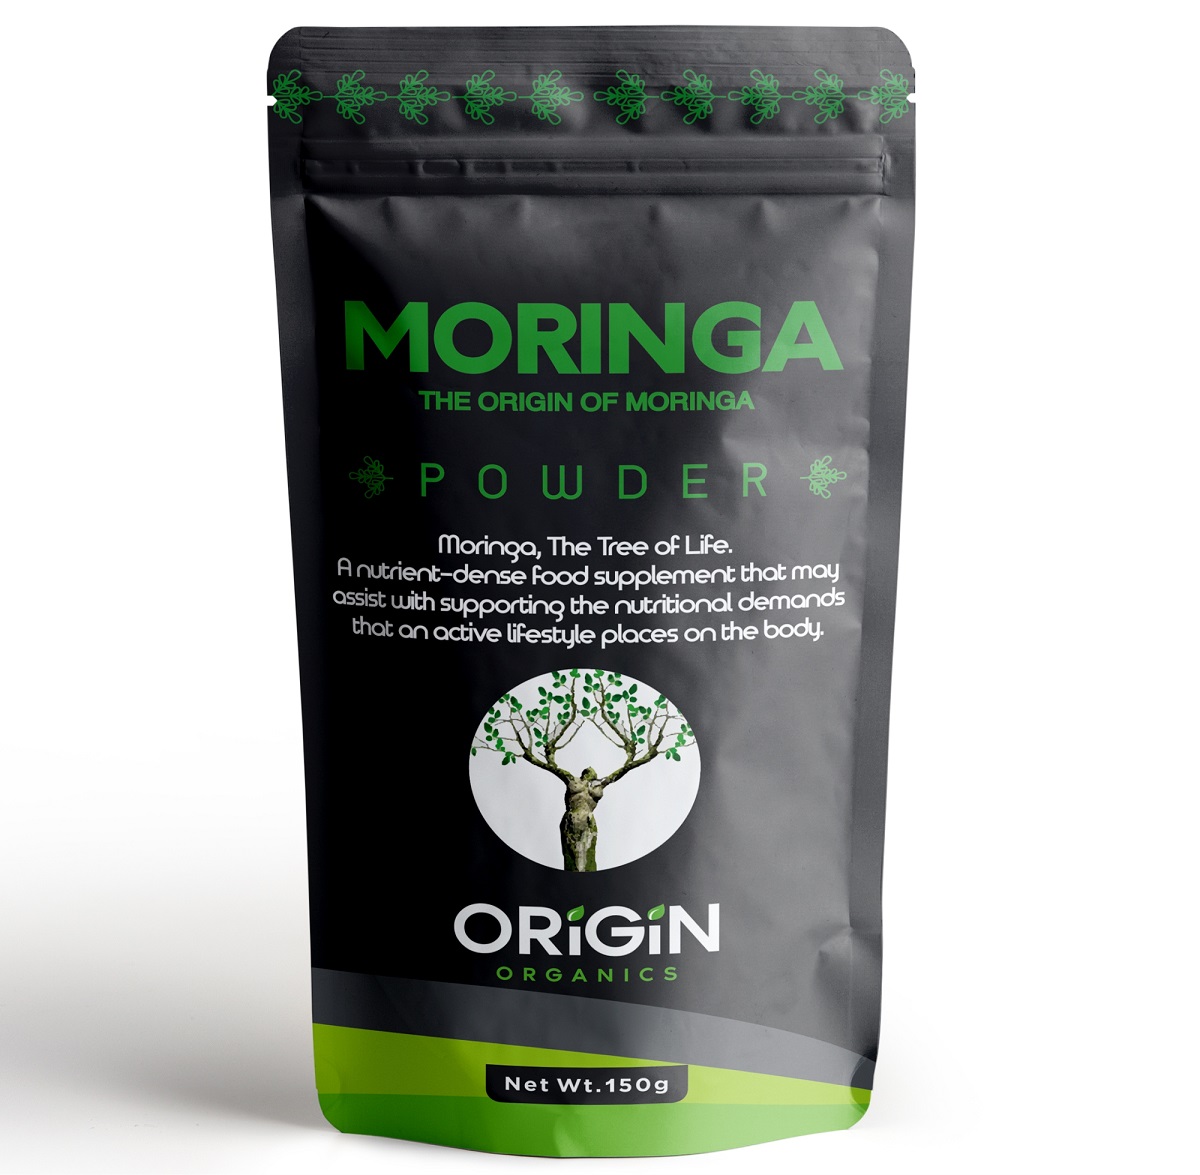 MORINGA
THE ORIGIN OF MORINGA
POWDER
Moringa, The Tree of Life.
A nutrient-dense food supplement that may
assist with supporting the nutritional demands
that an active lifestyle places on the body.
ORiGiN
ORGANICS
Net Wt.150g